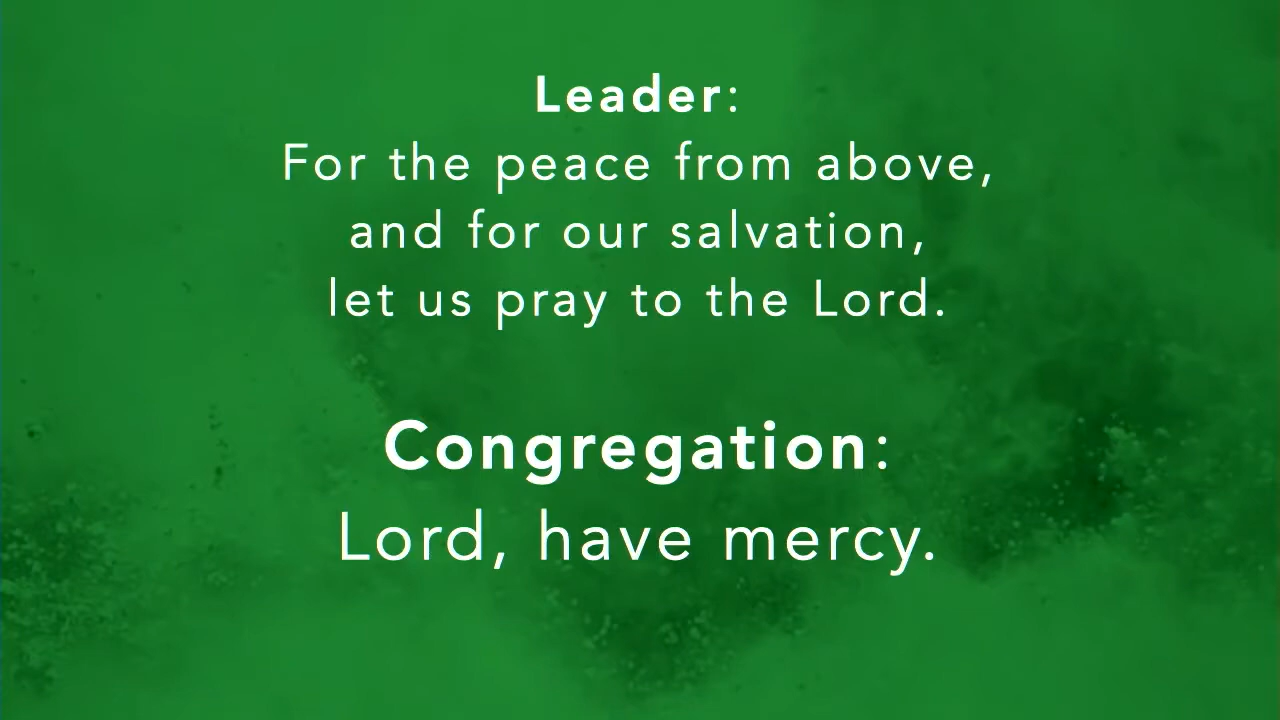 Leader:
For the peace from above,
and for our salvation,
let us pray to the Lord.
Congregation:
Lord, have mercy.